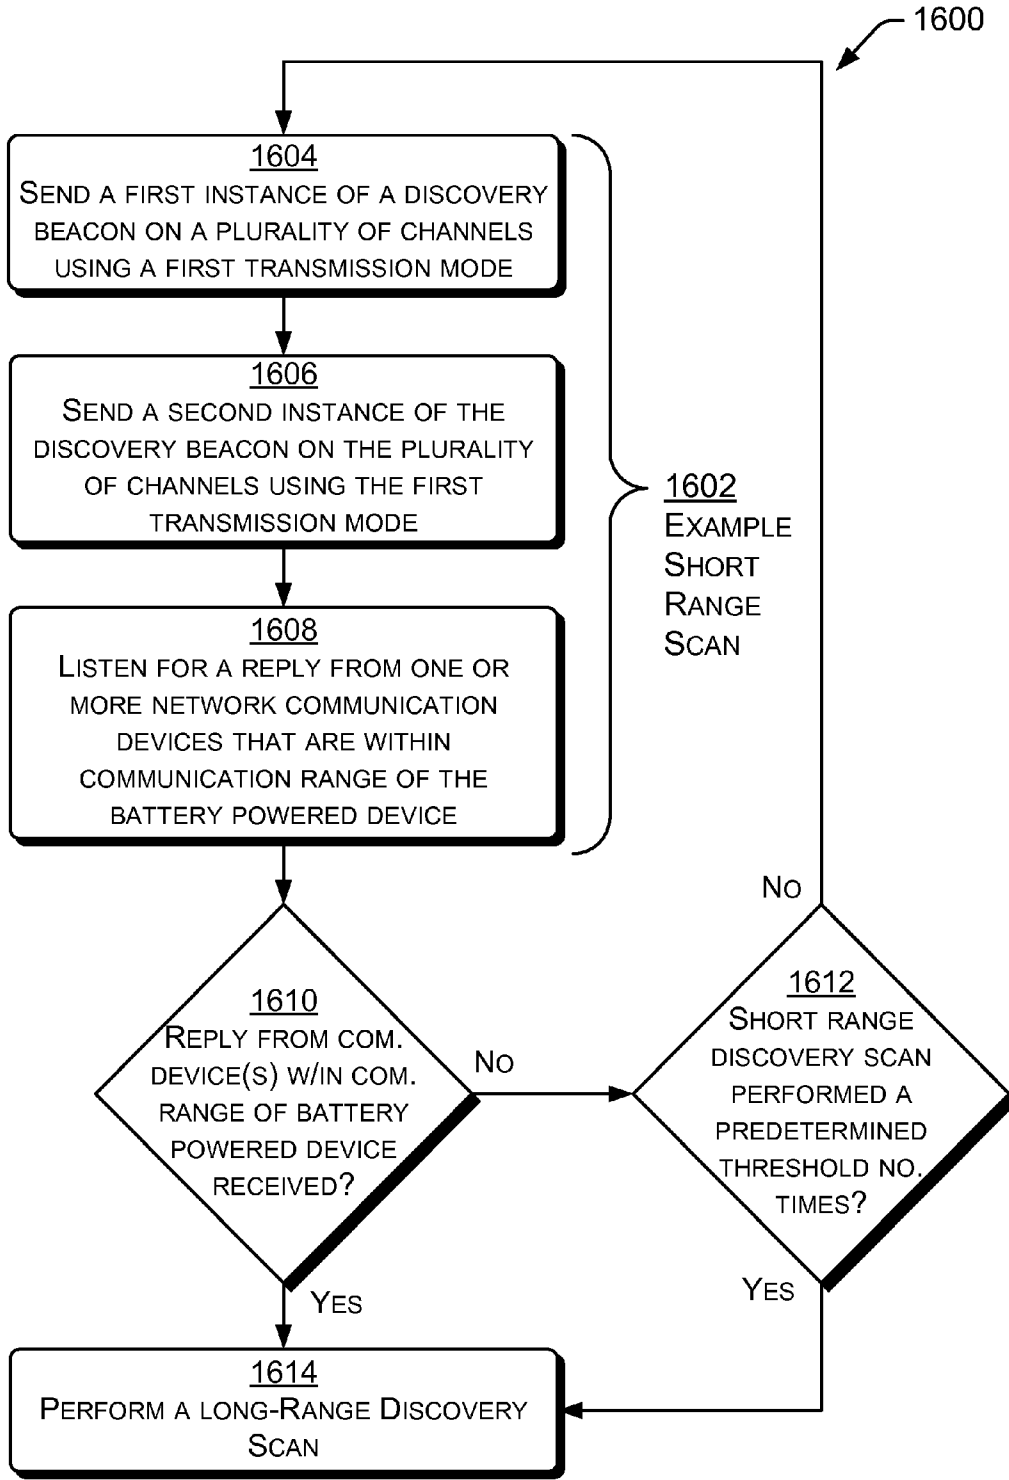 1600
1604
SEND A FIRST INSTANCE OF A DISCOVERY
BEACON ON A PLURALITY OF CHANNELS
USING A FIRST TRANSMISSION MODE
1606
SEND A SECOND INSTANCE OF THE
DISCOVERY BEACON ON THE PLURALITY
OF CHANNELS USING THE FIRST
TRANSMISSION MODE
1602
EXAMPLE
SHORT
RANGE
SCAN
1608
LISTEN FOR A REPLY FROM ONE OR
MORE NETWORK COMMUNICATION
DEVICES THAT ARE WITHIN
COMMUNICATION RANGE OF THE
BATTERY POWERED DEVICE
1610
REPLY FROM COM.
DEVICE(S) W/IN COM.
RANGE OF BATTERY
POWERED DEVICE
RECEIVED?
NO
YES
NO
1612
SHORT RANGE
DISCOVERY SCAN
PERFORMED A
PREDETERMINED
THRESHOLD NO.
TIMES?
YES
1614
PERFORM A LONG-RANGE DISCOVERY
SCAN